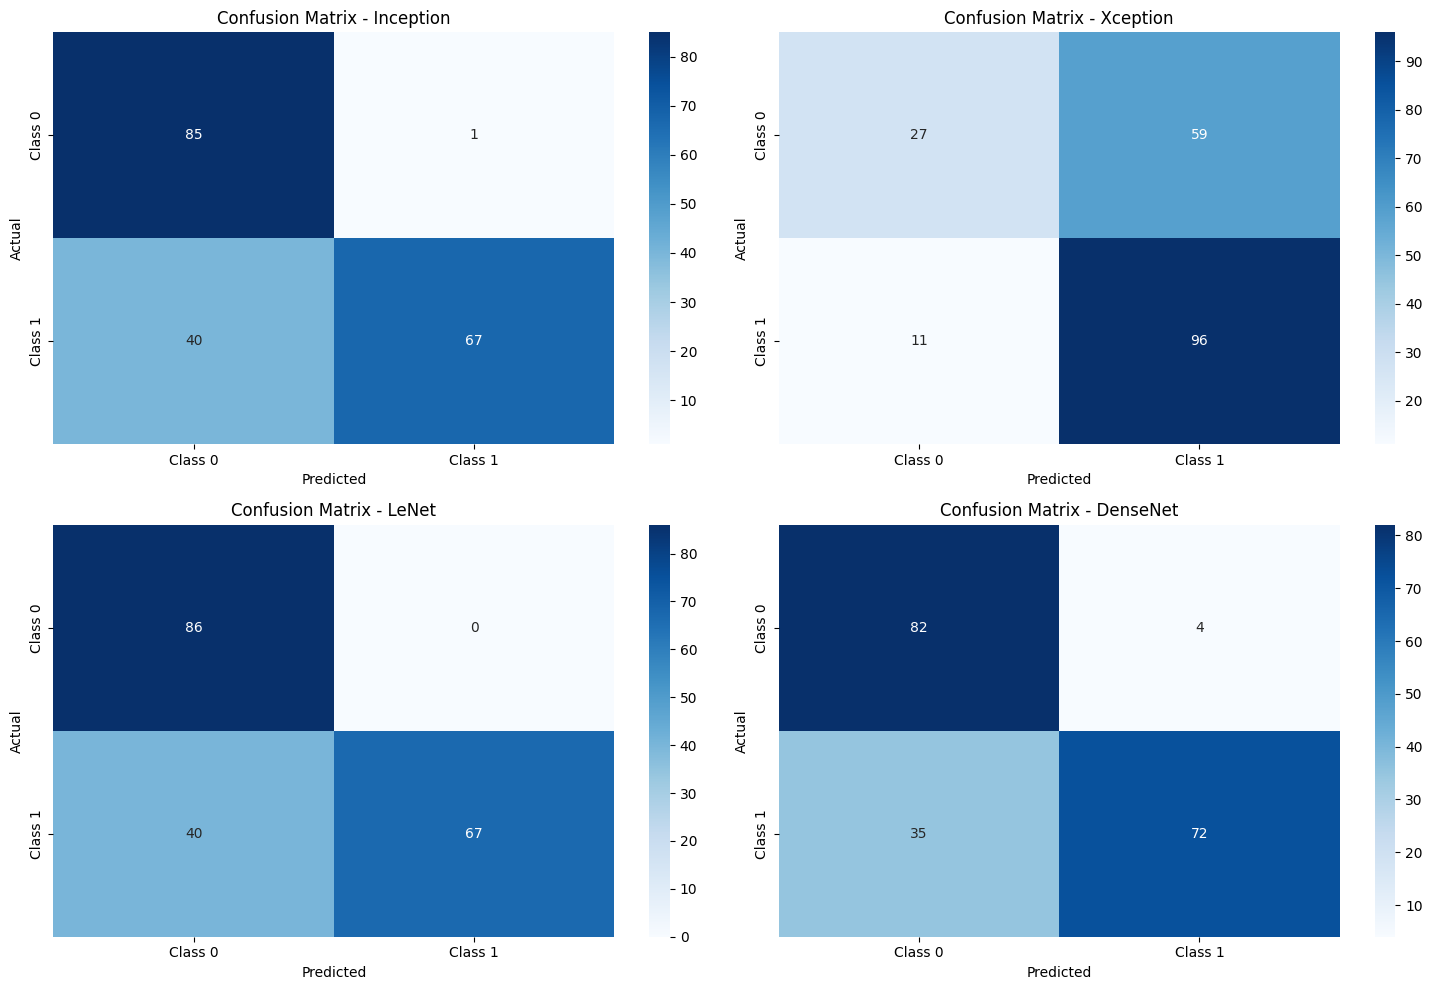 Confusion Matrix - Inception
Class 0
Class 1
Actual
85
1
40
67
Class 0
Class 1
Predicted
80
70
60
50
40
30
20
10
Confusion Matrix - Xception
Class 0
Class 1
Actual
27
59
11
96
Class 0
Class 1
Predicted
90
80
70
60
50
40
30
20
Confusion Matrix - LeNet
Class 0
Class 1
Actual
86
0
40
67
Class 0
Class 1
Predicted
80
70
60
50
40
30
20
10
0
Confusion Matrix - DenseNet
Class 0
Class 1
Actual
82
4
35
72
Class 0
Class 1
Predicted
80
70
60
50
40
30
20
10